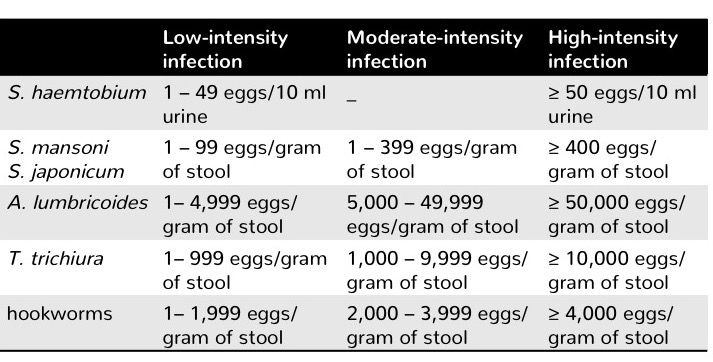 Low-intensity infection | Moderate-intensity infection | High-intensity infection
S. haemtobium | 1 – 49 eggs/10 ml urine | _ | ≥ 50 eggs/10 ml urine
S. mansoni S. japonicum | 1 – 99 eggs/gram of stool | 1 – 399 eggs/gram of stool | ≥ 400 eggs/ gram of stool
A. lumbricoides | 1– 4,999 eggs/ gram of stool | 5,000 – 49,999 eggs/gram of stool | ≥ 50,000 eggs/ gram of stool
T. trichiura | 1– 999 eggs/gram of stool | 1,000 – 9,999 eggs/ gram of stool | ≥ 10,000 eggs/ gram of stool
hookworms | 1– 1,999 eggs/ gram of stool | 2,000 – 3,999 eggs/ gram of stool | ≥ 4,000 eggs/ gram of stool